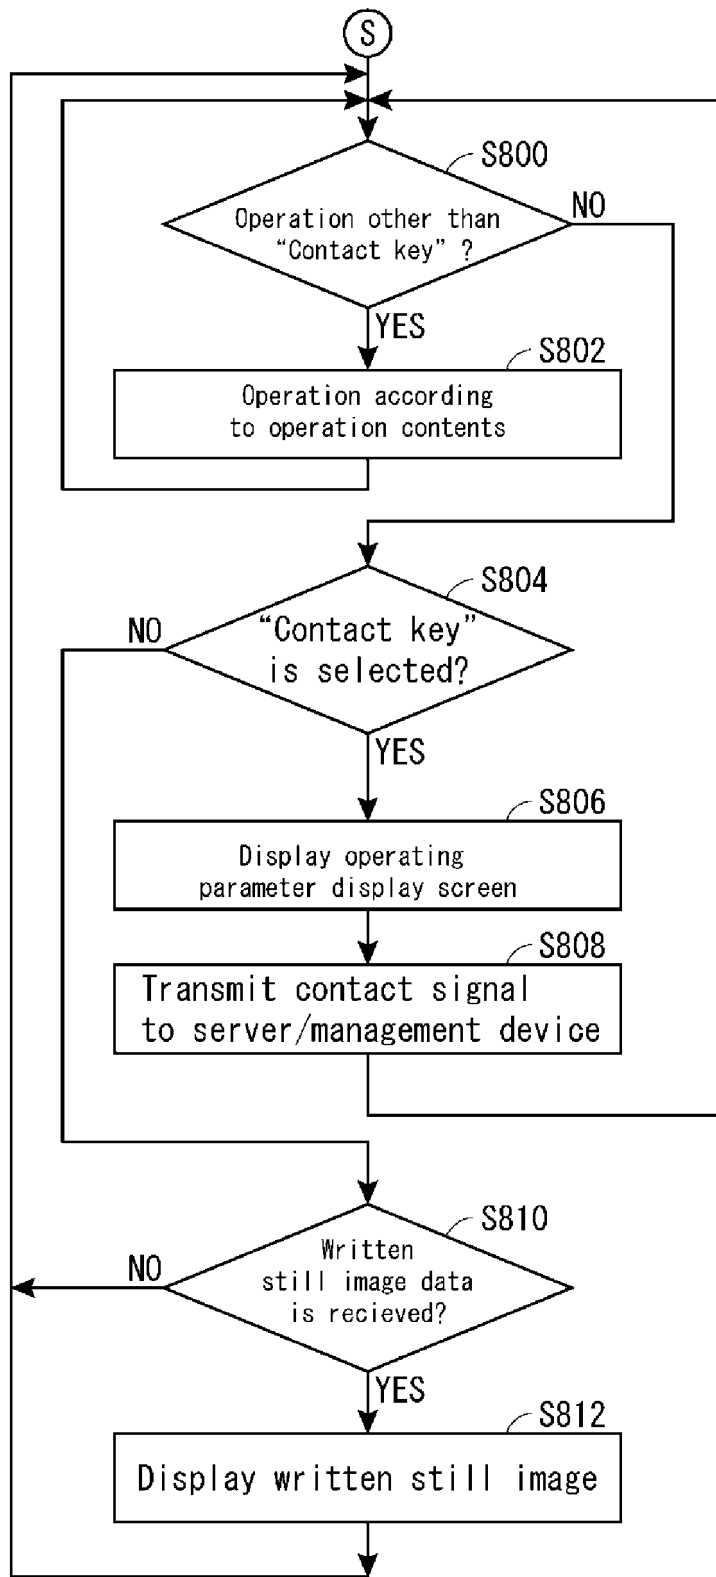 S
S800
Operation other than
“Contact key” ?
NO
YES
S802
Operation according
to operation contents
S804
NO
“Contact key”
is selected?
YES
S806
Display operating
parameter display screen
S808
Transmit contact signal
to server/management device
S810
NO
Written
still image data
is recieved?
YES
S812
Display written still image